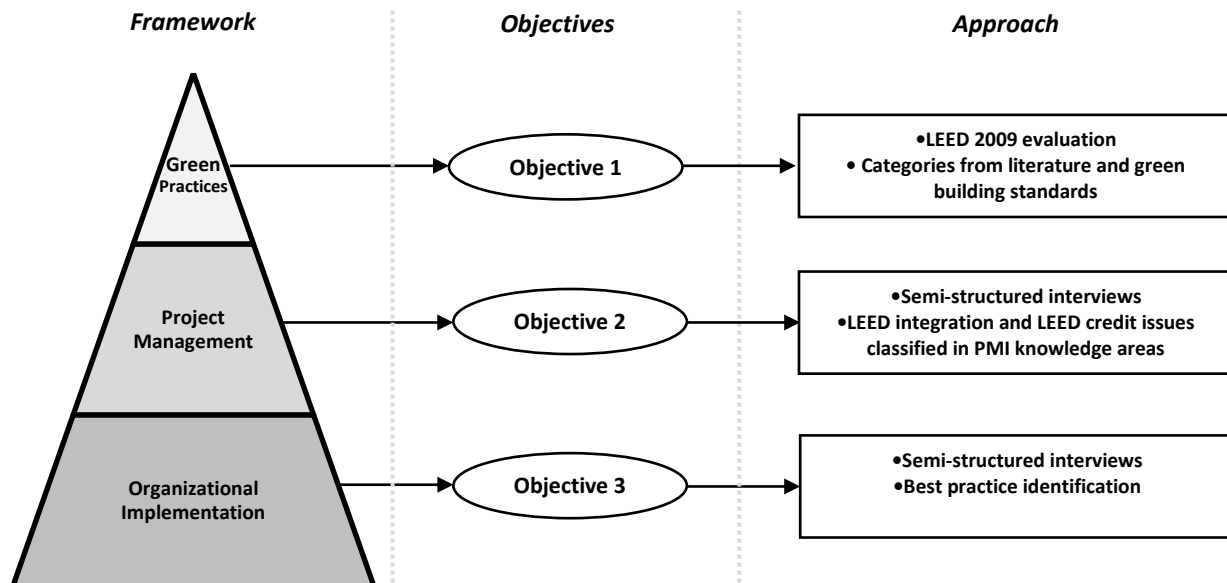 Framework
Objectives
Approach
Green
Practices
Objective 1
•LEED 2009 evaluation
• Categories from literature and green
building standards
Project
Management
Objective 2
•Semi-structured interviews
•LEED integration and LEED credit issues
classified in PMI knowledge areas
Organizational
Implementation
Objective 3
•Semi-structured interviews
•Best practice identification